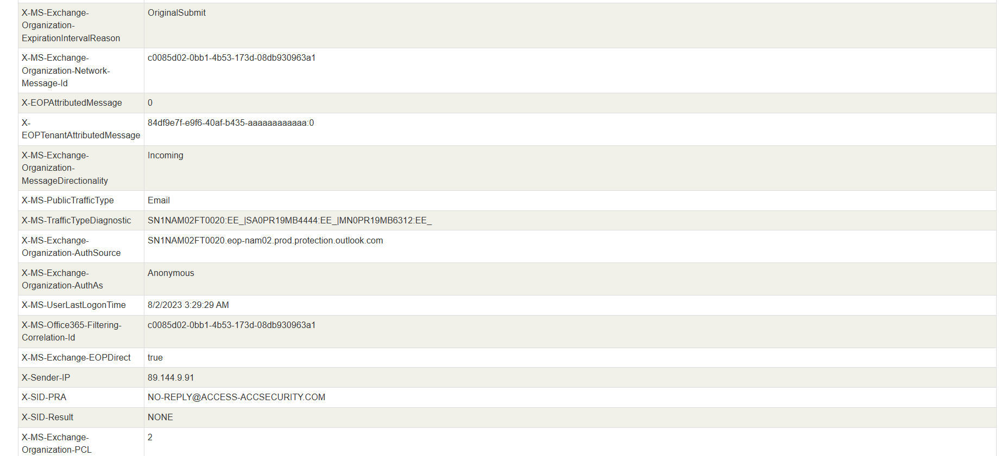 X-MS-Exchange- OriginalSubmit
Organization-
ExpirationIntervalReason
X-MS-Exchange- c0085d02-0bb1-4b53-173d-08db930963a1
Organization-Network-
Message-Id
X-EOPAttributedMessage 0
X- 84df9e7f-e9f6-40af-b435-aaaaaaaaaaaa:0
EOPTenantAttributedMessage
X-MS-Exchange- Incoming
Organization-
MessageDirectionality
X-MS-PublicTrafficType Email
X-MS-TrafficTypeDiagnostic SN1NAM02FT0020:EE_|SA0PR19MB4444:EE_|MN0PR19MB6312:EE_
X-MS-Exchange- SN1NAM02FT0020.eop-nam02.prod.protection.outlook.com
Organization-AuthSource
X-MS-Exchange- Anonymous
Organization-AuthAs
X-MS-UserLastLogonTime 8/2/2023 3:29:29 AM
X-MS-Office365-Filtering- c0085d02-0bb1-4b53-173d-08db930963a1
Correlation-Id
X-MS-Exchange-EOPDirect true
X-Sender-IP 89.144.9.91
X-SID-PRA NO-REPLY@ACCESS-ACCSECURITY.COM
X-SID-Result NONE
X-MS-Exchange- 2
Organization-PCL